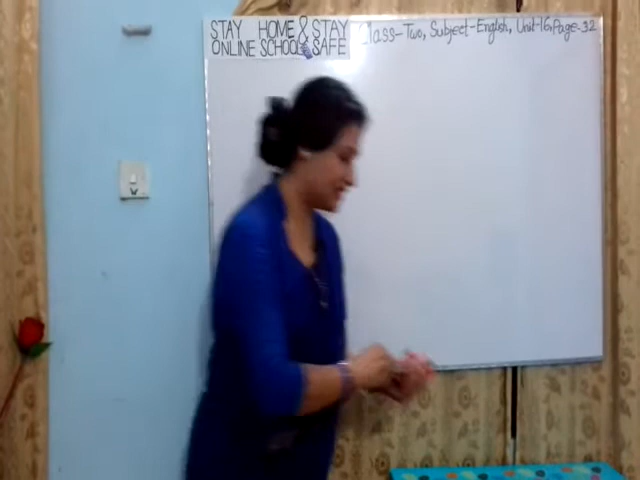 STAY HOME & STAY
ONLINE SCHOOL SAFE
Class-Two, Subject-English, Unit-16, Page-32